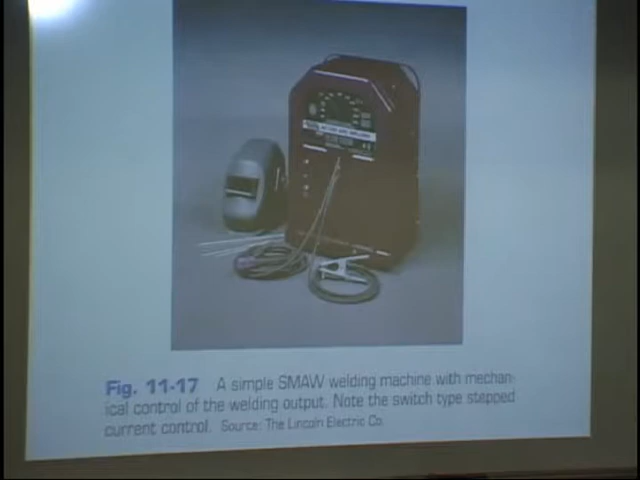 Fig. 11-17 A simple SMAW welding machine with mechan-
ical control of the welding output. Note the switch type stepped
current control. Source: The Lincoln Electric Co.